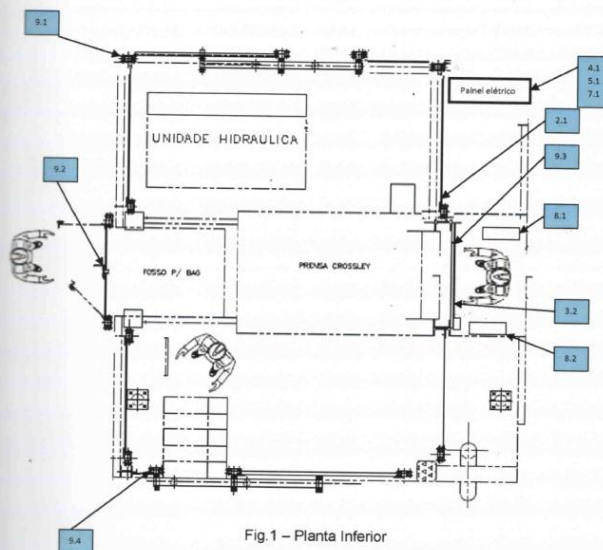 9.1
4.1
5.1
7.1
Painel elétrico
UNIDADE HIDRAULICA
2.1
9.3
9.2
8.1
FOSSO P/ BAG
PRENSA CROSSLEY
3.2
8.2
9.4
Fig.1 – Planta Inferior